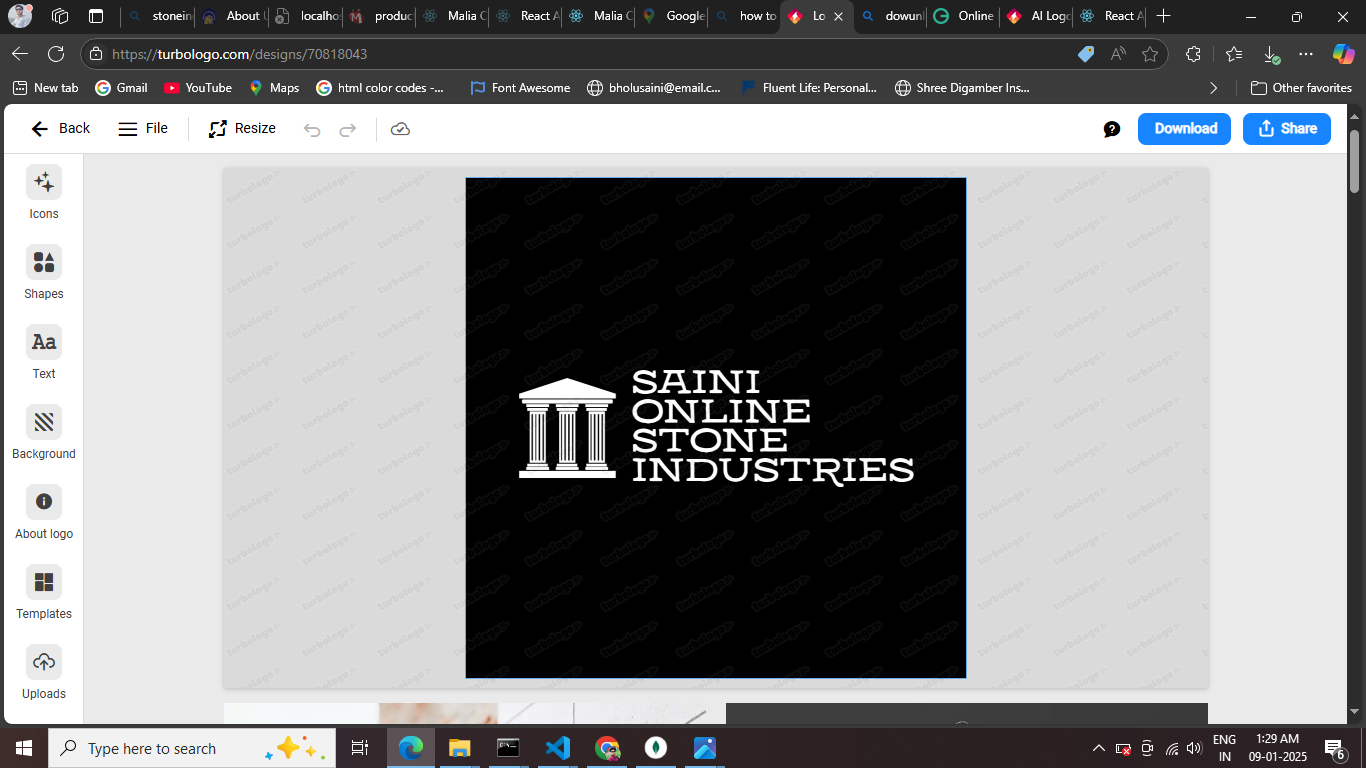 stonein
About U
localho
produc
Malia C
React A
Malia C
Google
how to
Lo
dowunl
Online
AI Logo
React A
https://turbologo.com/designs/70818043
New tab
Gmail
YouTube
Maps
html color codes -...
Font Awesome
bholusaini@email.c...
Fluent Life: Personal...
Shree Digamber Ins...
Other favorites
Back
File
Resize
Download
Share
Icons
Shapes
Aa
Text
Background
About logo
Templates
Uploads
SAINI
ONLINE
STONE
INDUSTRIES
turbologo
Type here to search
ENG
IN
1:29 AM
09-01-2025
6